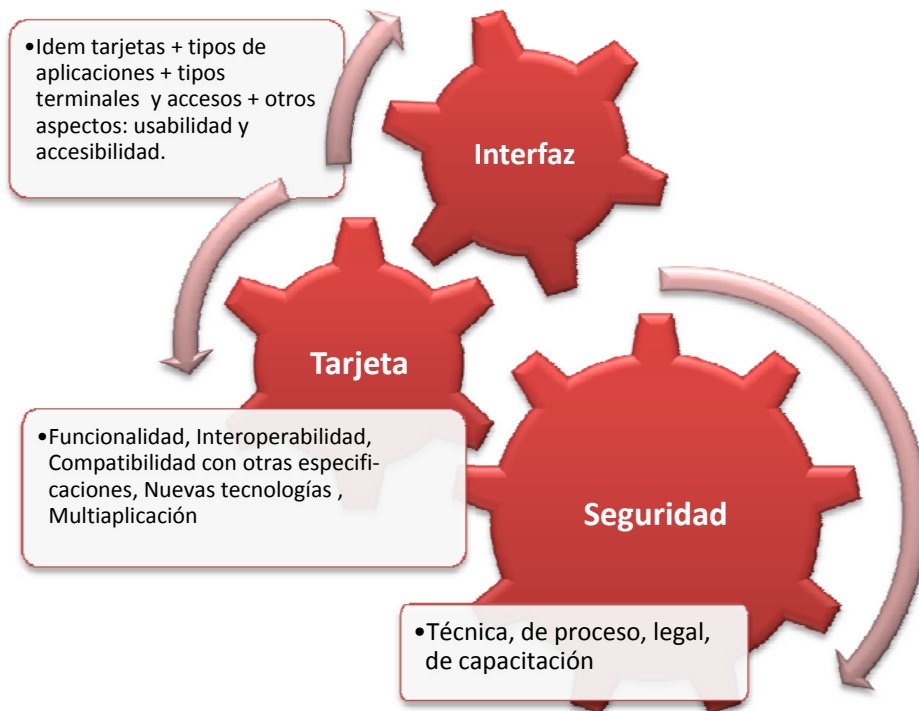 •Idem tarjetas + tipos de
aplicaciones + tipos
terminales y accesos + otros
aspectos: usabilidad y
accesibilidad.
Interfaz
Tarjeta
•Funcionalidad, Interoperabilidad,
Compatibilidad con otras especifi-
caciones, Nuevas tecnologías ,
Multiaplicación
Seguridad
•Técnica, de proceso, legal,
de capacitación